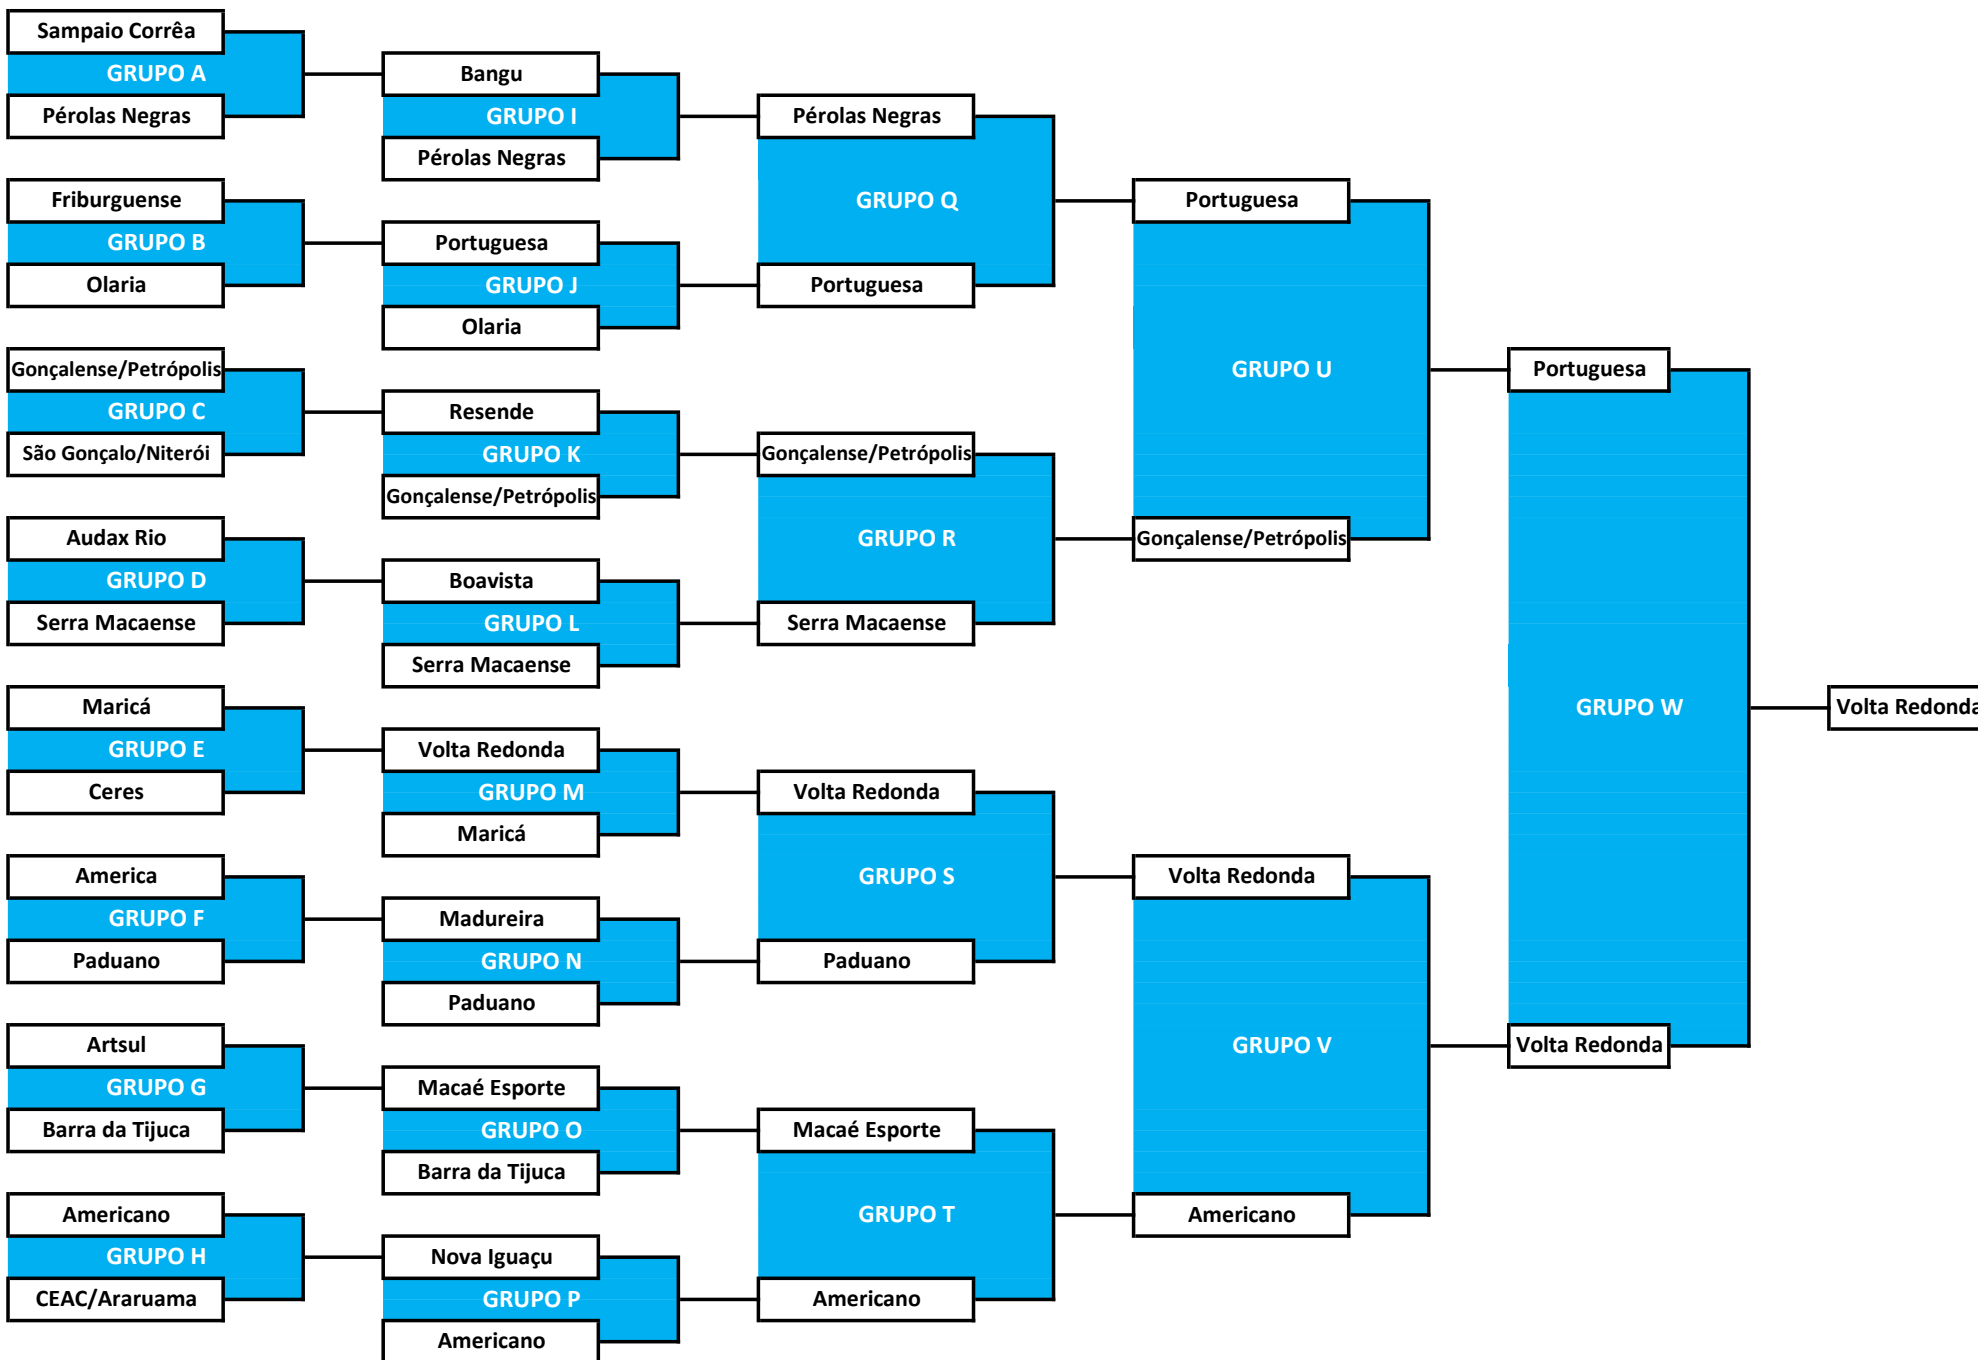 Sampaio Corrêa
GRUPO A
Pérolas Negras
Friburguense
GRUPO B
Olaria
Gonçalense/Petrópolis
GRUPO C
São Gonçalo/Niterói
Audax Rio
GRUPO D
Serra Macaense
Maricá
GRUPO E
Ceres
America
GRUPO F
Paduano
Artsul
GRUPO G
Barra da Tijuca
Americano
GRUPO H
CEAC/Araruama
Bangu
GRUPO I
Pérolas Negras
Portuguesa
GRUPO J
Olaria
Resende
GRUPO K
Gonçalense/Petrópolis
Boavista
GRUPO L
Serra Macaense
Volta Redonda
GRUPO M
Maricá
Madureira
GRUPO N
Paduano
Macaé Esporte
GRUPO O
Barra da Tijuca
Nova Iguaçu
GRUPO P
Americano
Pérolas Negras
GRUPO Q
Portuguesa
Gonçalense/Petrópolis
GRUPO R
Serra Macaense
Volta Redonda
GRUPO S
Paduano
Macaé Esporte
GRUPO T
Americano
Portuguesa
GRUPO U
Gonçalense/Petrópolis
Volta Redonda
GRUPO V
Americano
Portuguesa
GRUPO W
Volta Redonda
Volta Redonda